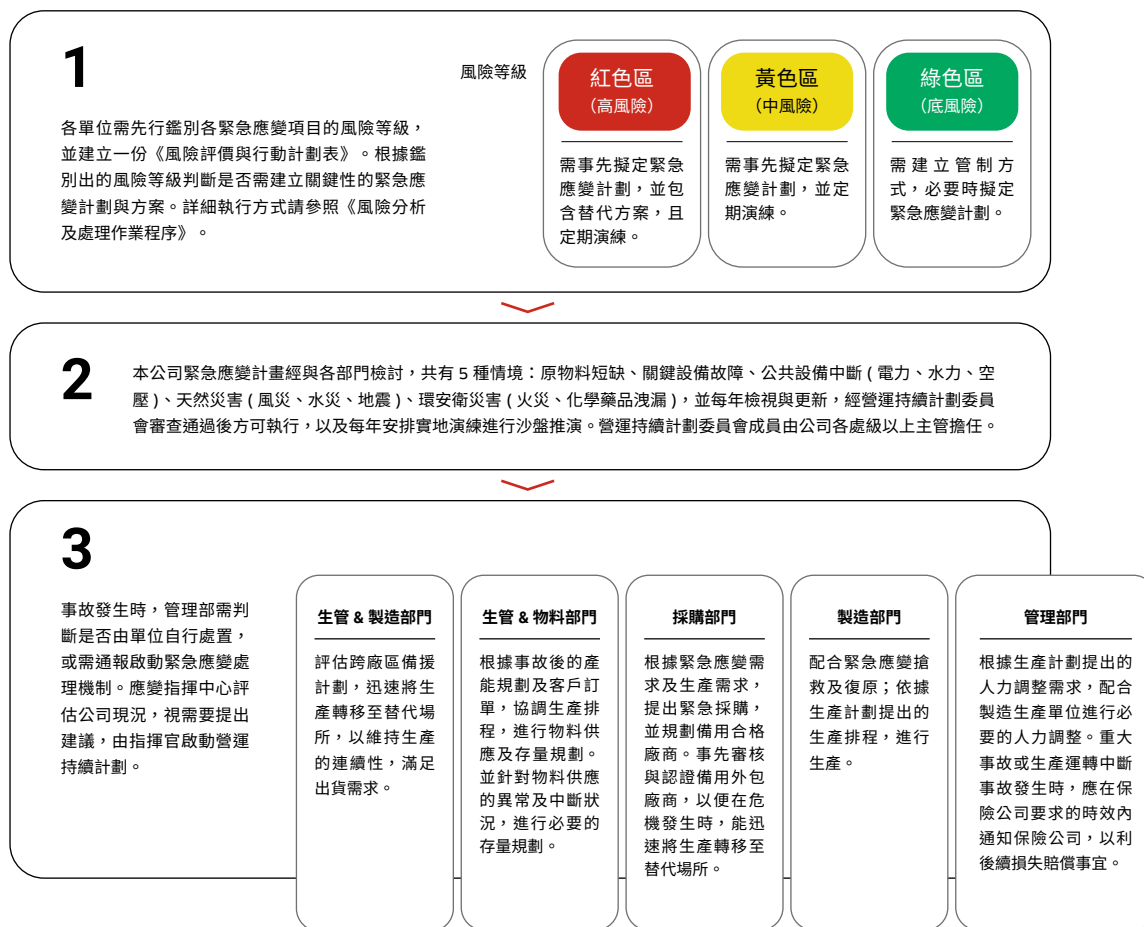 1
各單位需先行鑑別各緊急應變項目的風險等級，
並建立一份《風險評價與行動計劃表》。根據鑑
別出的風險等級判斷是否需建立關鍵性的緊急應
變計劃與方案。詳細執行方式請參照《風險分析
及處理作業程序》。
風險等級
紅色區
（高風險）
需事先擬定緊急
應變計劃，並包
含替代方案，且
定期演練。
黃色區
（中風險）
需事先擬定緊急
應變計劃，並定
期演練。
綠色區
（底風險）
需建立管制方
式，必要時擬定
緊急應變計劃。
2
本公司緊急應變計畫經與各部門檢討，共有 5 種情境：原物料短缺、關鍵設備故障、公共設備中斷 ( 電力、水力、空
壓 )、天然災害 ( 風災、水災、地震 )、環安衛災害 ( 火災、化學藥品洩漏 )，並每年檢視與更新，經營運持續計劃委員
會審查通過後方可執行，以及每年安排實地演練進行沙盤推演。營運持續計劃委員會成員由公司各處級以上主管擔任。
3
事故發生時，管理部需判
斷是否由單位自行處置，
或需通報啟動緊急應變處
理機制。應變指揮中心評
估公司現況，視需要提出
建議，由指揮官啟動營運
持續計劃。
生管 & 製造部門
評估跨廠區備援
計劃，迅速將生
產轉移至替代場
所，以維持生產
的連續性，滿足
出貨需求。
生管 & 物料部門
根據事故後的產
能規劃及客戶訂
單，協調生產排
程，進行物料供
應及存量規劃。
並針對物料供應
的異常及中斷狀
況，進行必要的
存量規劃。
採購部門
根據緊急應變需
求及生產需求，
提出緊急採購，
並規劃備用合格
廠商。事先審核
與認證備用外包
廠商，以便在危
機發生時，能迅
速將生產轉移至
替代場所。
製造部門
配合緊急應變搶
救及復原；依據
生產計劃提出的
生產排程，進行
生產。
管理部門
根據生產計劃提出的
人力調整需求，配合
製造生產單位進行必
要的人力調整。重大
事故或生產運轉中斷
事故發生時，應在保
險公司要求的時效內
通知保險公司，以利
後續損失賠償事宜。